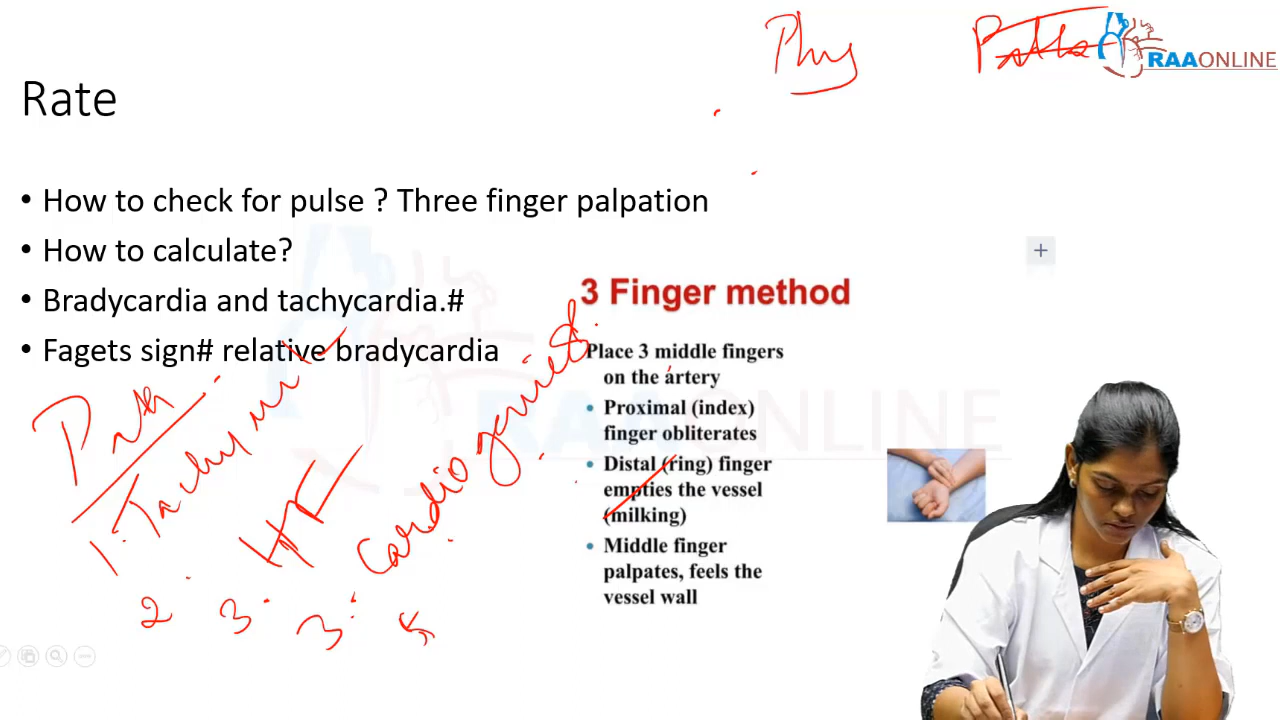 Phy
RAAONLINE
Rate
• How to check for pulse ? Three finger palpation
• How to calculate?
• Bradycardia and tachycardia.#
• Fagets sign# relative bradycardia
3 Finger method
Place 3 middle fingers
on the artery
• Proximal (index)
finger obliterates
• Distal (ring) finger
empties the vessel
(milking)
• Middle finger
palpates, feels the
vessel wall
Path
1. Tachy
HF
Cardiogenic
2
3
3
5
RAAONLINE